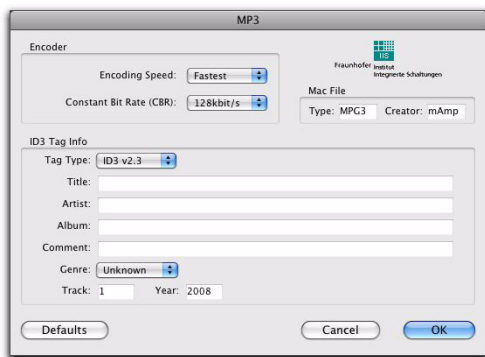 MP3
Encoder
Encoding Speed: Fastest
Constant Bit Rate (CBR): 128kbit/s
IIS
Fraunhofer Institut
Integrierte Schaltungen
Mac File
Type: MPG3 Creator: mAmp
ID3 Tag Info
Tag Type: ID3 v2.3
Title:
Artist:
Album:
Comment:
Genre: Unknown
Track: 1 Year: 2008
Defaults Cancel OK